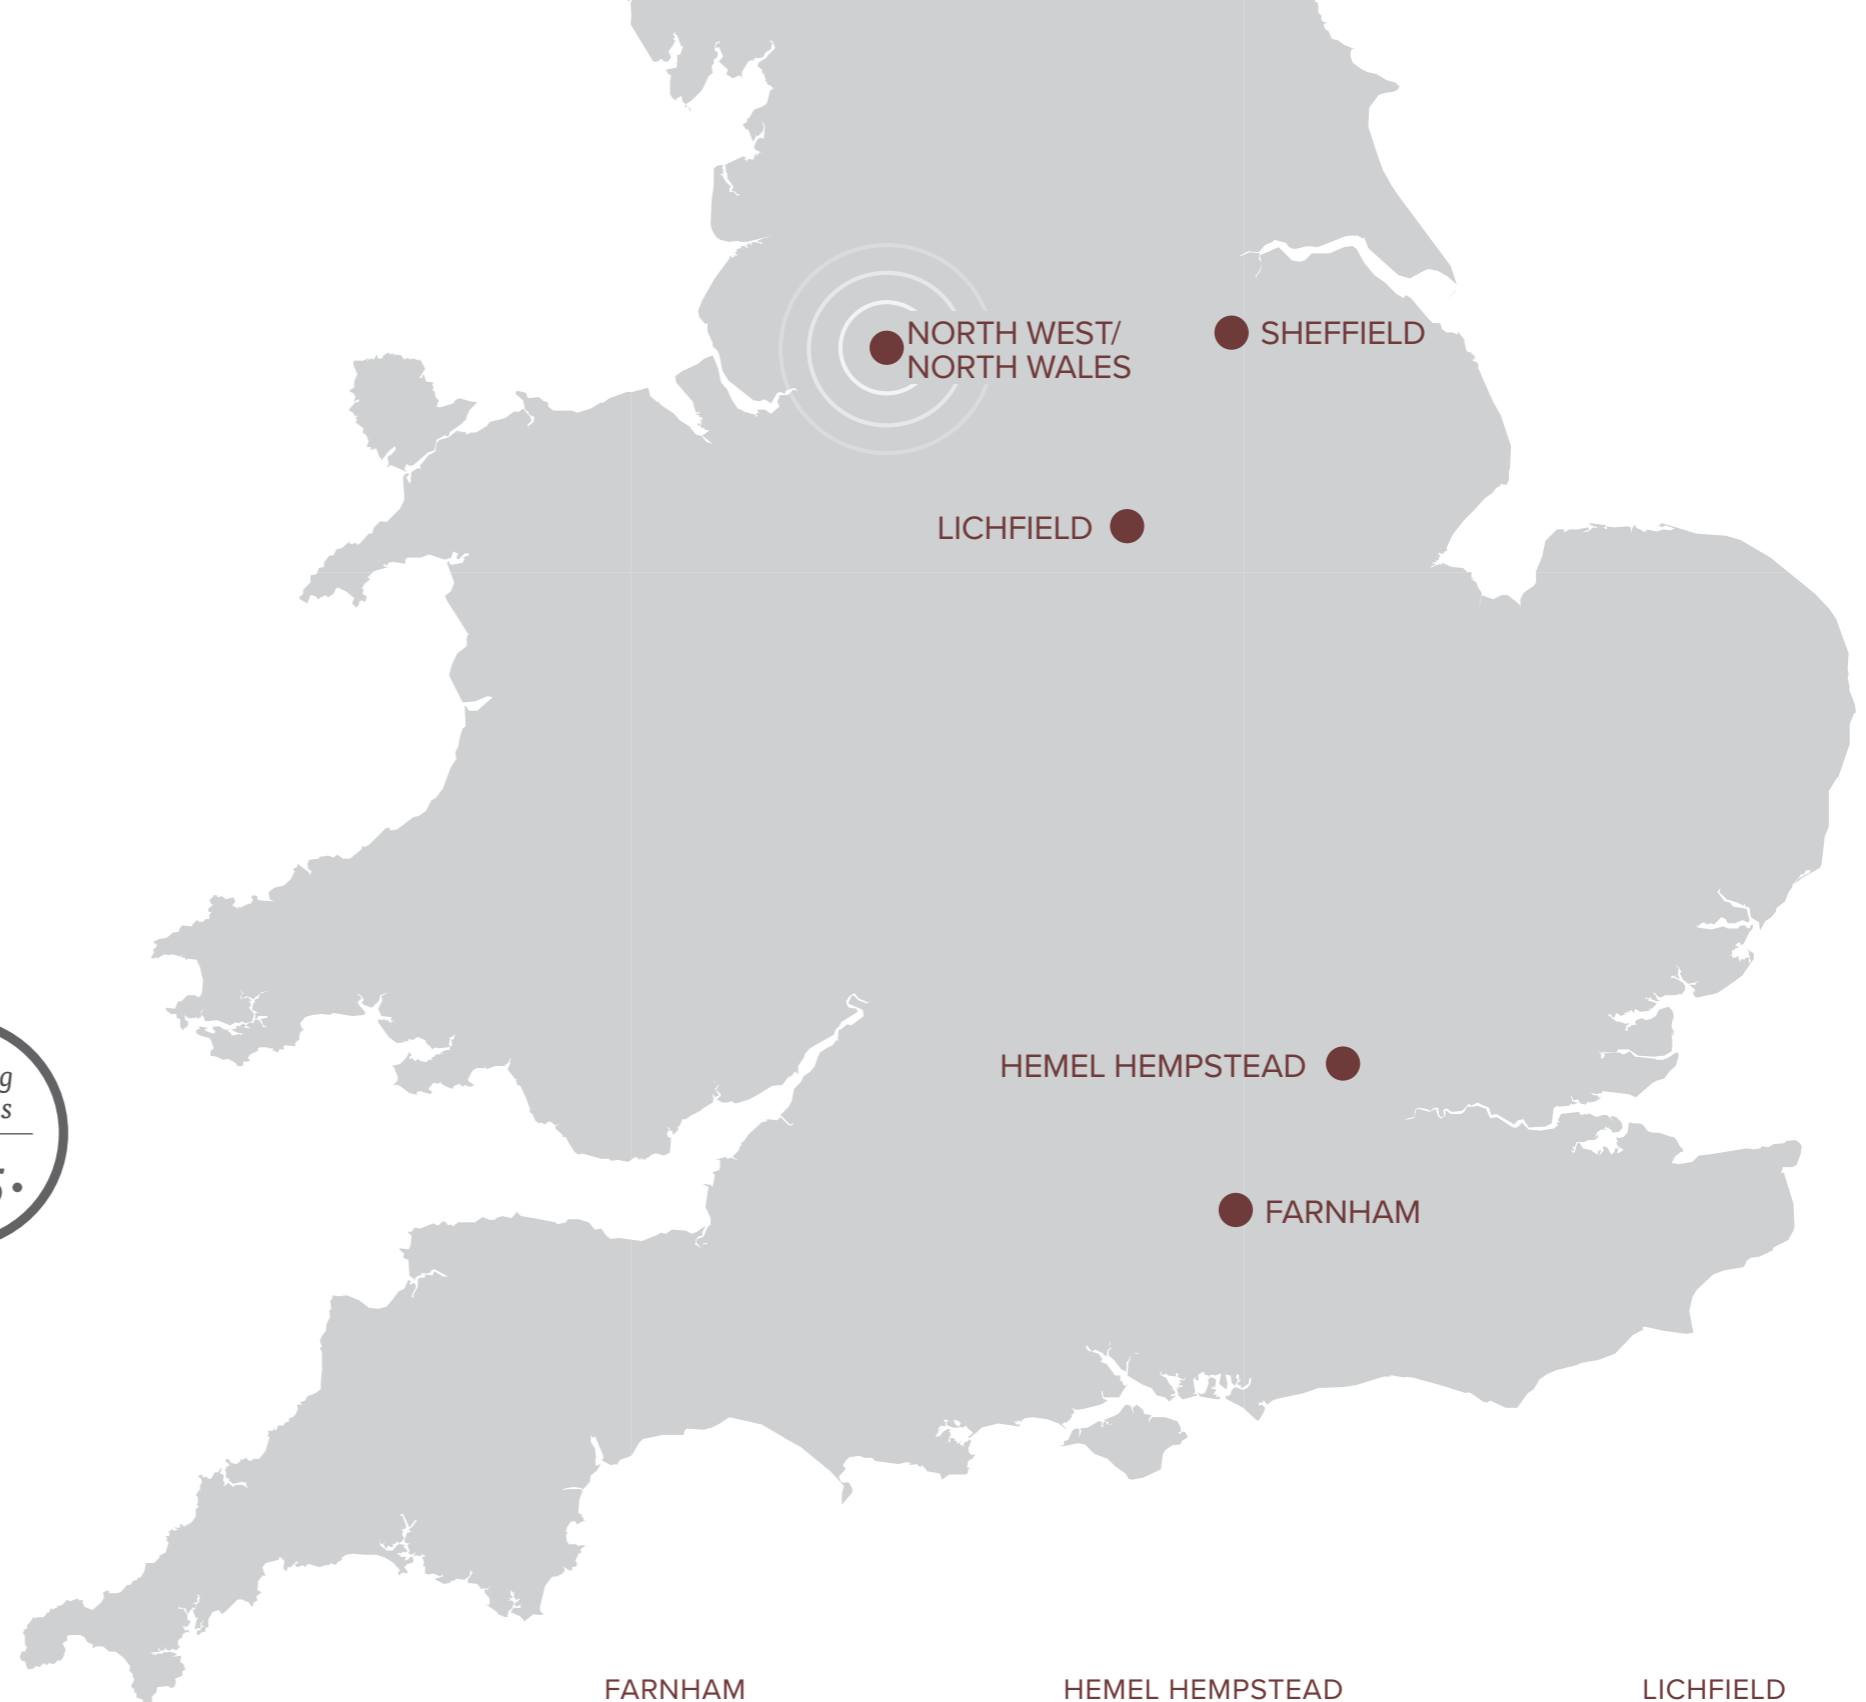 NORTH WEST/
NORTH WALES
SHEFFIELD
LICHFIELD
HEMEL HEMPSTEAD
FARNHAM
FARNHAM
HEMEL HEMPSTEAD
LICHFIELD